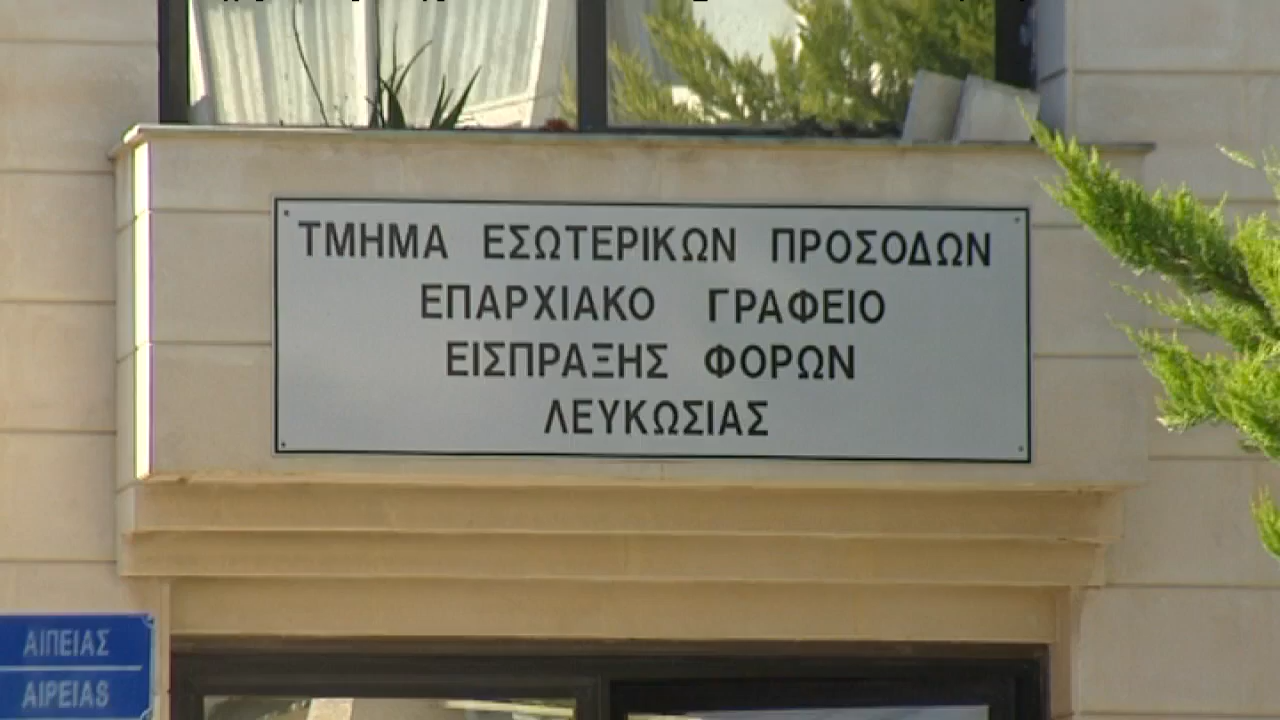 ΤΜΗΜΑ ΕΣΩΤΕΡΙΚΩΝ ΠΡΟΣΟΔΩΝ
ΕΠΑΡΧΙΑΚΟ ΓΡΑΦΕΙΟ
ΕΙΣΠΡΑΞΗΣ ΦΟΡΩΝ
ΛΕΥΚΩΣΙΑΣ
ΑΙΠΕΙΑΣ
AIPEIAS